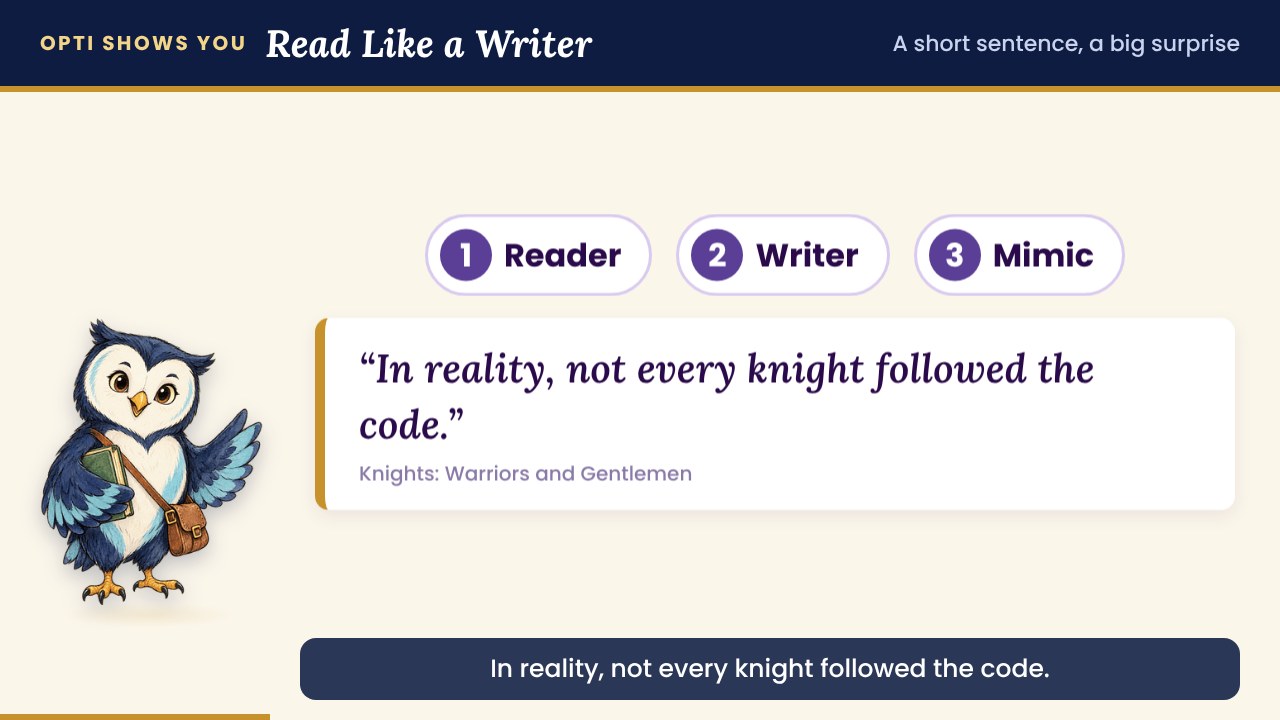 OPTI SHOWS YOU Read Like a Writer
A short sentence, a big surprise
1 Reader
2 Writer
3 Mimic
“In reality, not every knight followed the
code.”
Knights: Warriors and Gentlemen
In reality, not every knight followed the code.